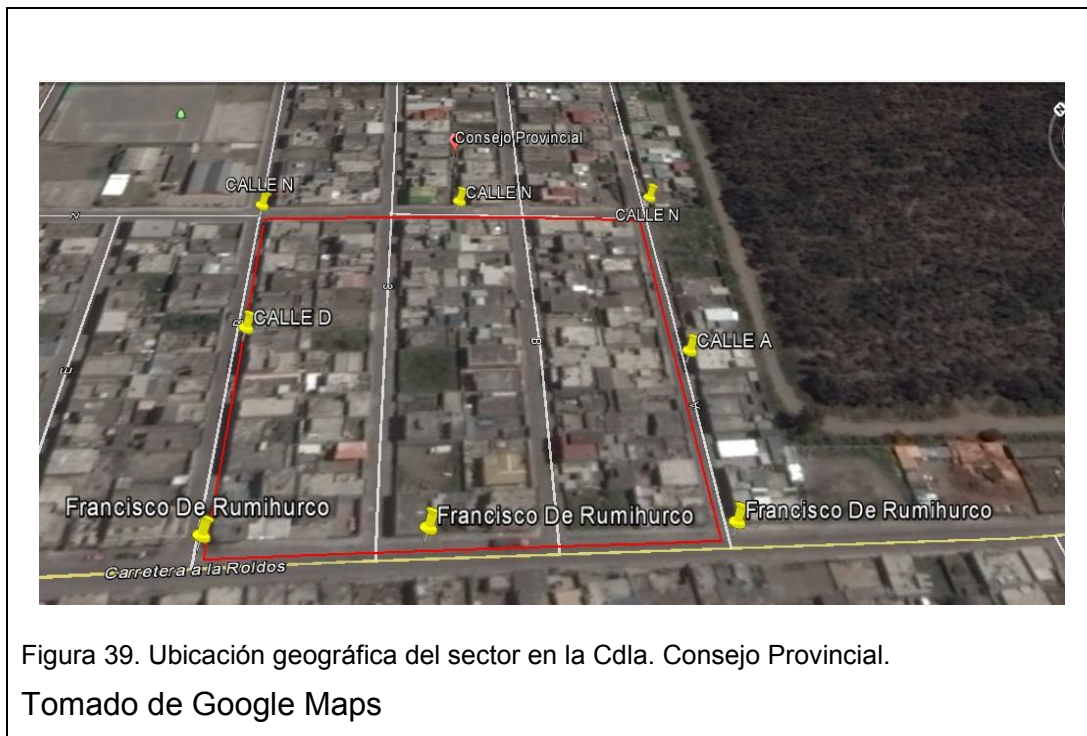 Consejo Provincial
CALLE N
CALLE N
CALLE N
N
3
CALLE D
B
CALLE A
E
A
Francisco De Rumihurco
Francisco De Rumihurco
Francisco De Rumihurco
Carretera a la Roldos
Figura 39. Ubicación geográfica del sector en la Cdla. Consejo Provincial.
Tomado de Google Maps